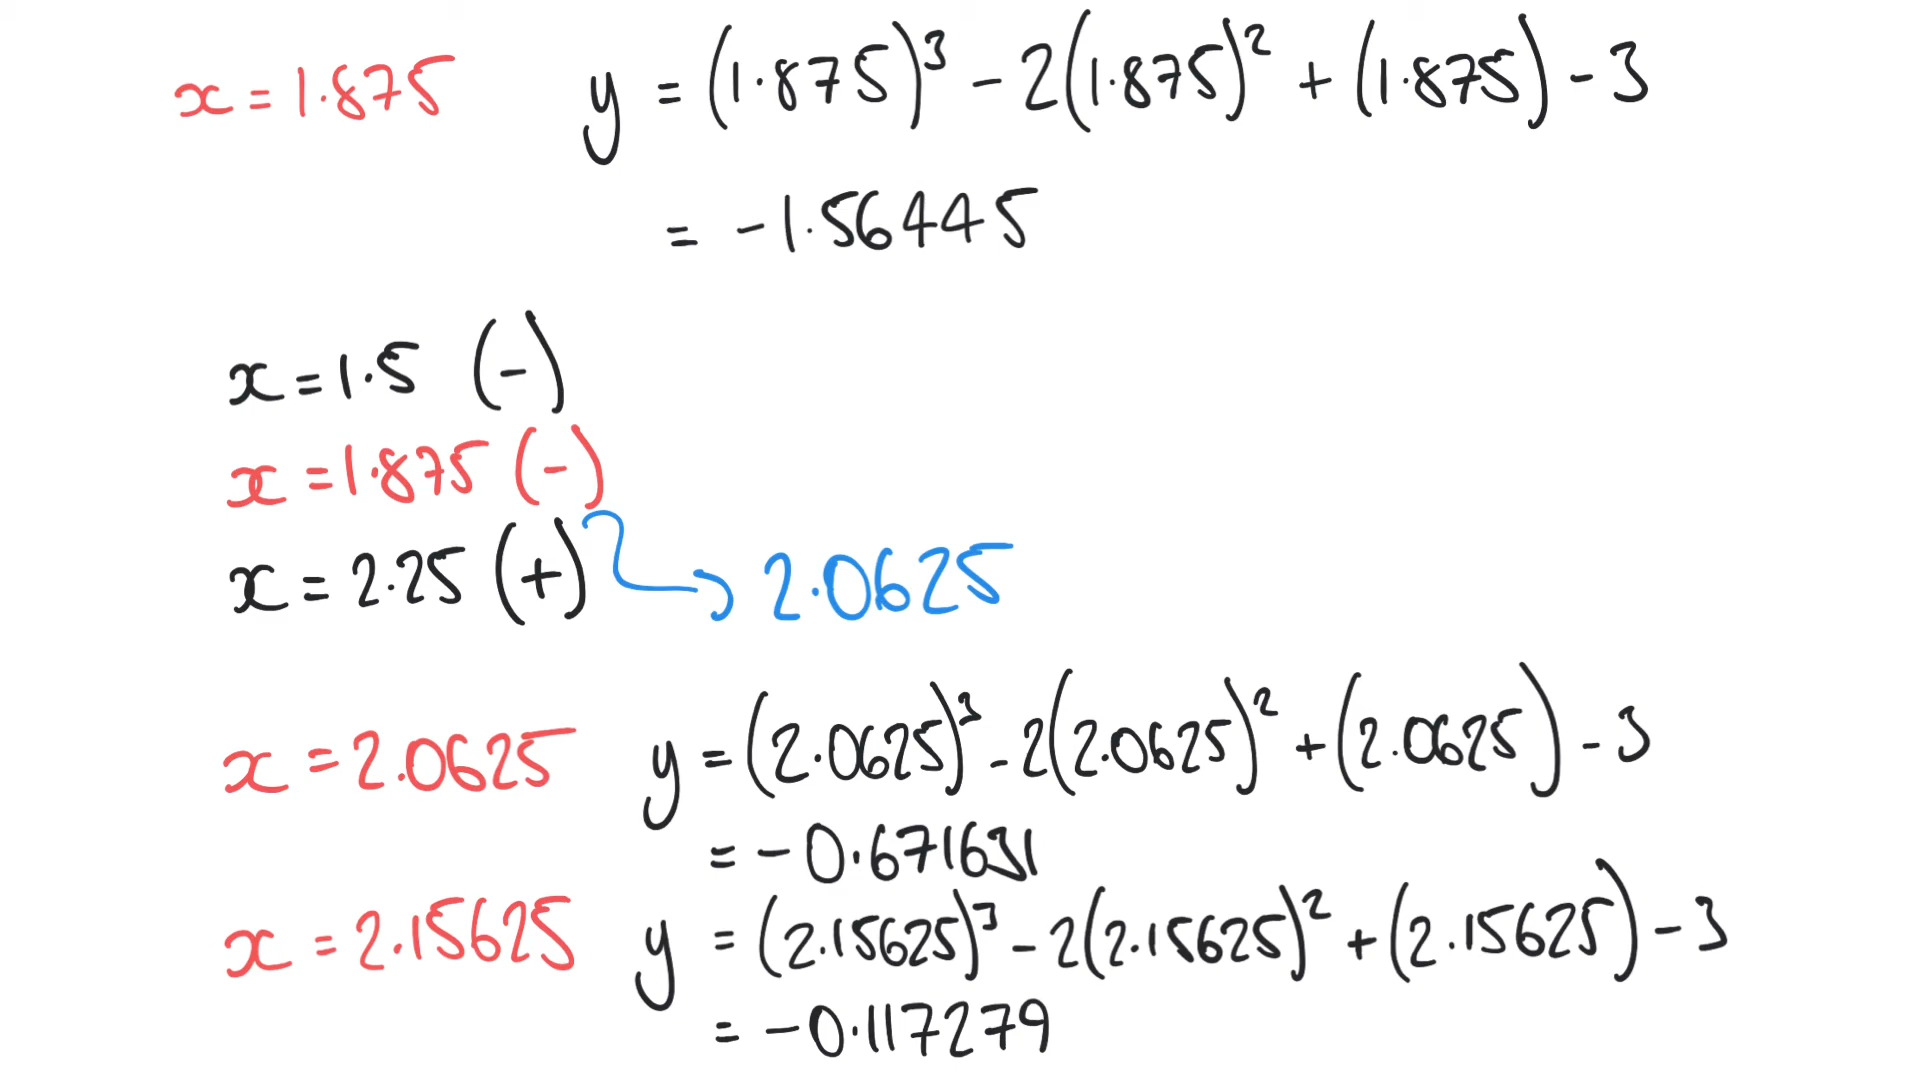 x = 1.875 y = (1.875)³ - 2(1.875)² + (1.875) - 3
= -1.56445
x = 1.5 (-)
x = 1.875 (-)
x = 2.25 (+) 2.0625
x = 2.0625 y = (2.0625)³ - 2(2.0625)² + (2.0625) - 3
= -0.671631
x = 2.15625 y = (2.15625)³ - 2(2.15625)² + (2.15625) - 3
= -0.117279